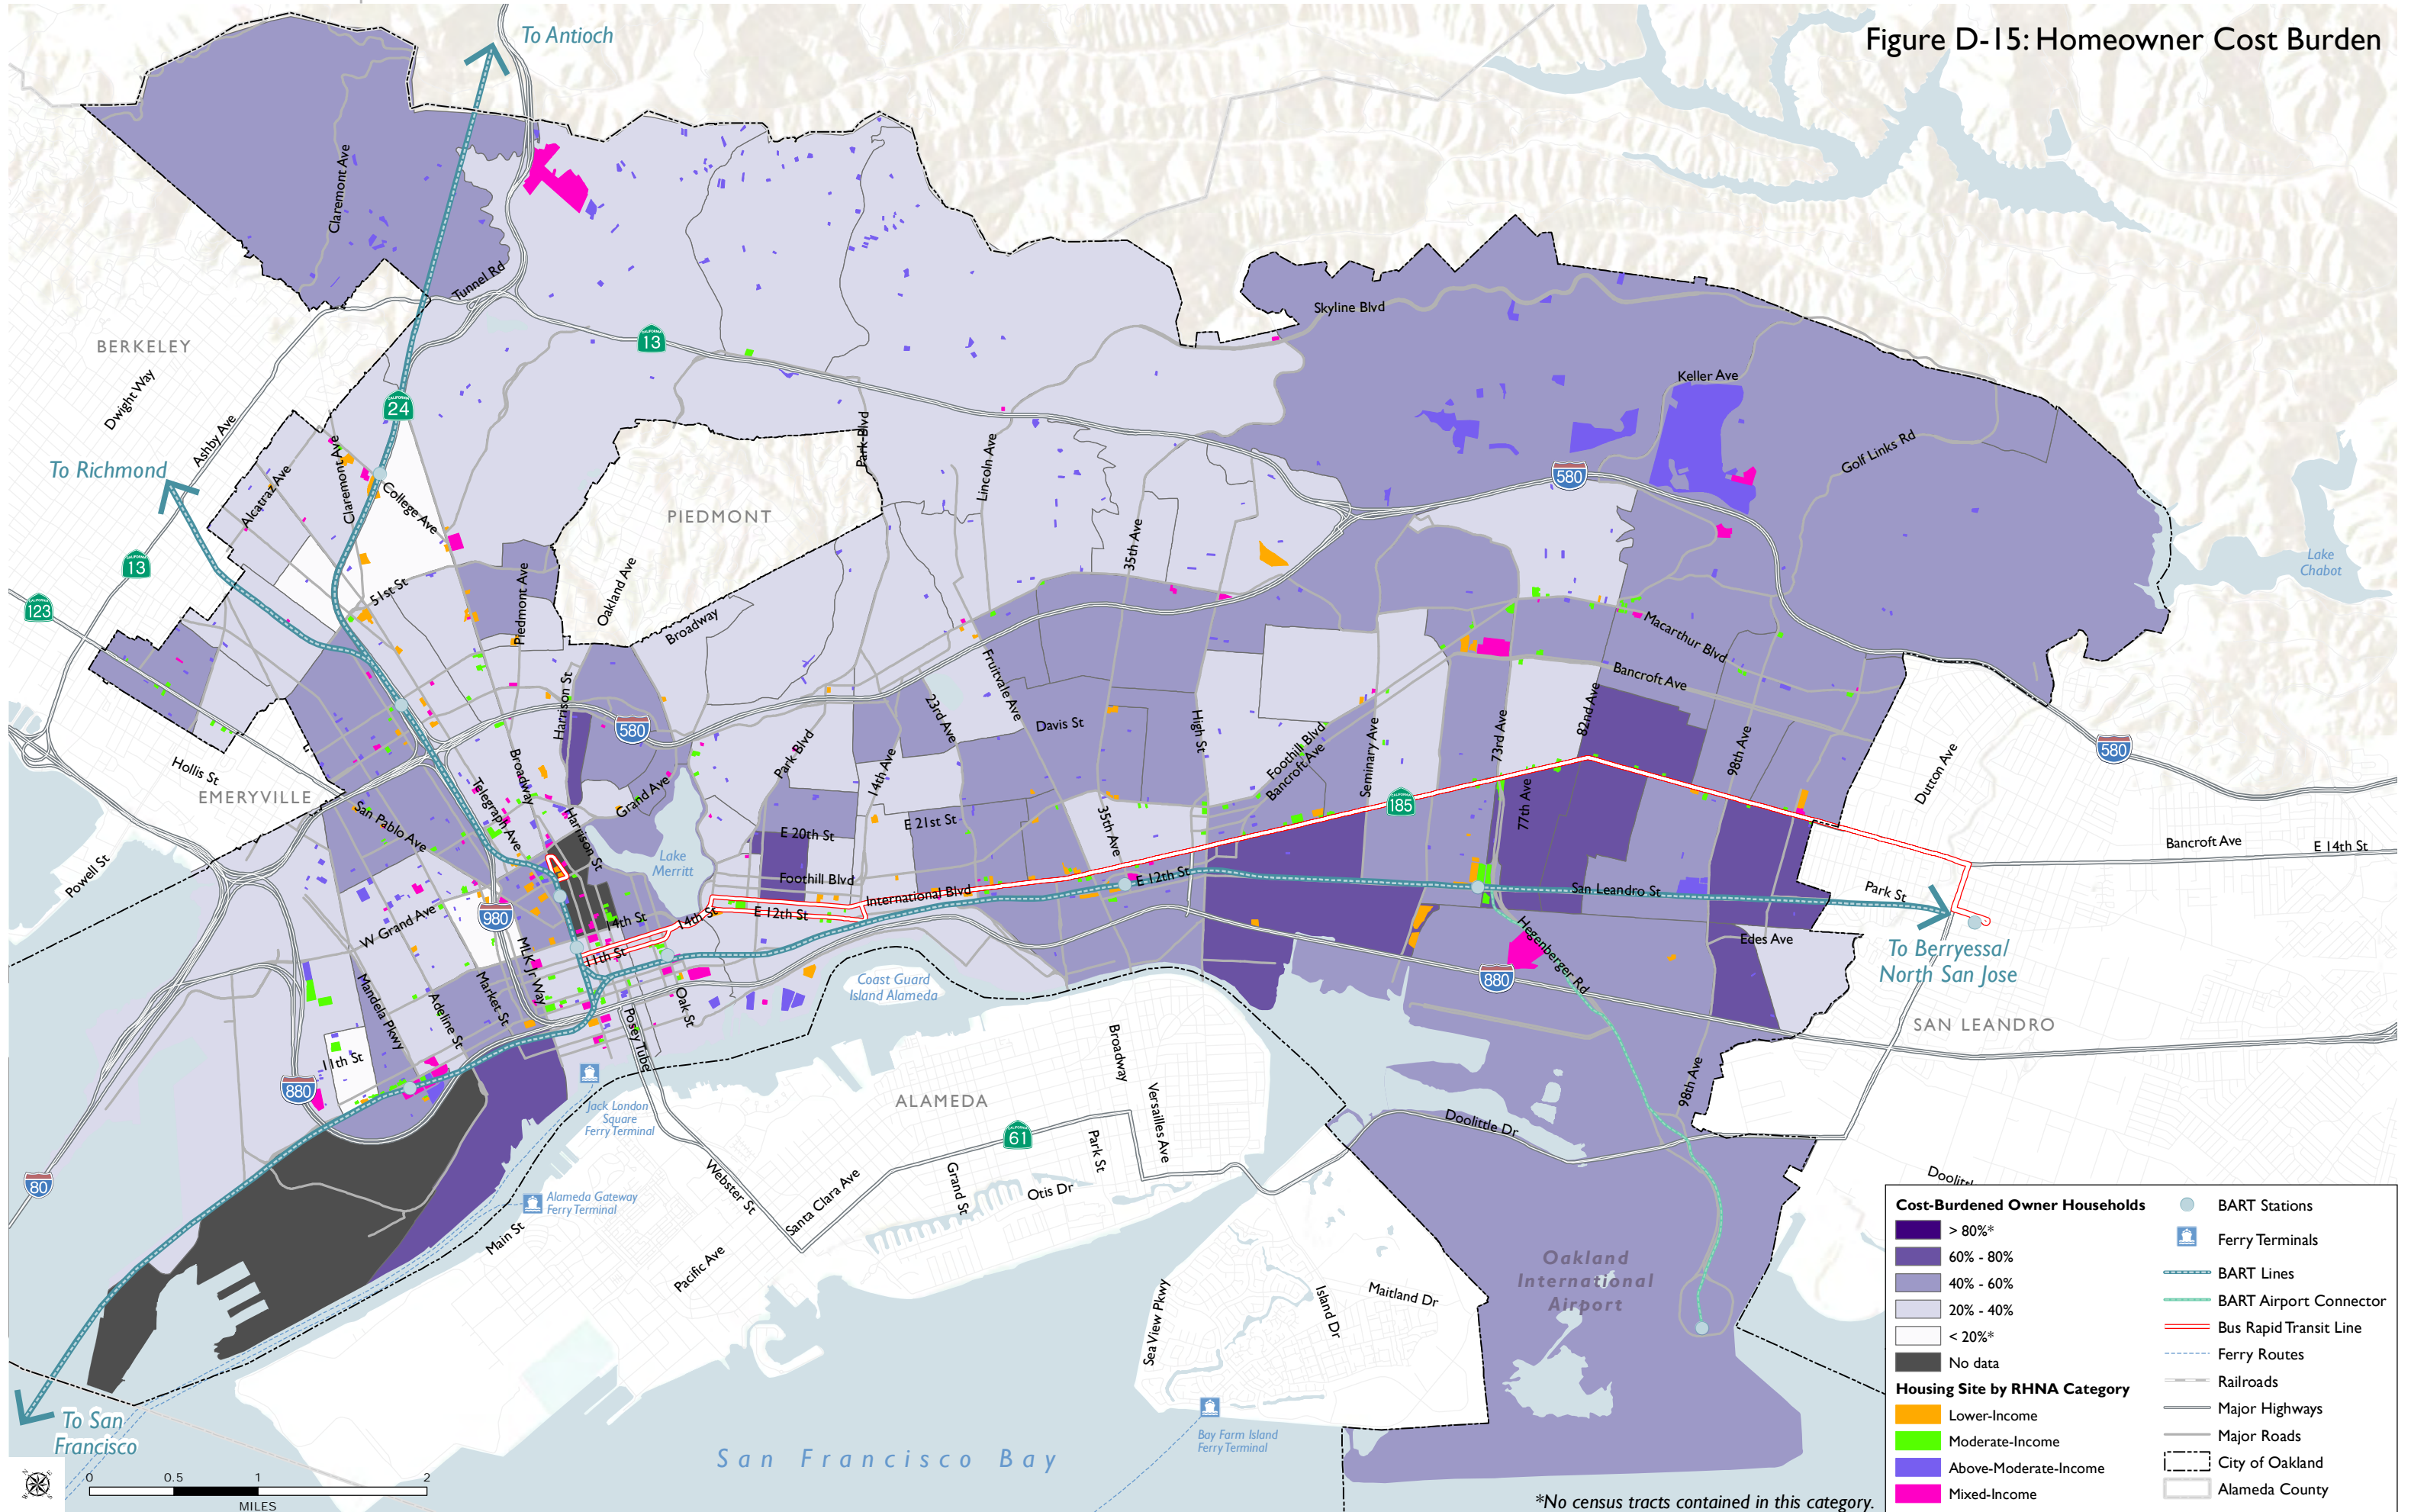 Figure D-15: Homeowner Cost Burden
To Antioch
Claremont Ave
Tunnel Rd
13
Skyline Blvd
BERKELEY
Dwight Way
24
Keller Ave
Ashby Ave
To Richmond
Claremont Ave
Alcatraz Ave
College Ave
Park Blvd
Lincoln Ave
Golf Links Rd
580
PIEDMONT
35th Ave
13
Lake
Chabot
51st St
Piedmont Ave
Oakland Ave
123
Broadway
Macarthur Blvd
Fruitvale Ave
Bancroft Ave
Harrison St
23rd Ave
Davis St
High St
82nd Ave
73rd Ave
98th Ave
580
580
Hollis St
EMERYVILLE
Park Blvd
14th Ave
Foothill Blvd
Bancroft Ave
Seminary Ave
Dutton Ave
Broadway
Telegraph Ave
Grand Ave
San Pablo Ave
Harrison St
E 20th St
E 21st St
35th Ave
185
77th Ave
Bancroft Ave
E 14th St
Powell St
Lake
Merritt
Foothill Blvd
International Blvd
E 12th St
San Leandro St
Park St
W Grand Ave
980
14th St
14th St
E 12th St
11th St
Hegenberger Rd
Edes Ave
To Berryessa/
North San Jose
MLK Jr Way
Market St
Mandela Pkwy
Adeline St
Oak St
Posey Tube
Coast Guard
Island Alameda
880
SAN LEANDRO
11th St
880
Jack London
Square
Ferry Terminal
ALAMEDA
Broadway
Versailles Ave
61
Park St
98th Ave
Doolittle Dr
80
Alameda Gateway
Ferry Terminal
Webster St
Santa Clara Ave
Grand St
Otis Dr
Main St
Pacific Ave
Oakland
International
Airport
Sea View Pkwy
Island Dr
Maitland Dr
To San
Francisco
Bay Farm Island
Ferry Terminal
San Francisco Bay
0 0.5 1 2
MILES
Cost-Burdened Owner Households
> 80%*
60% - 80%
40% - 60%
20% - 40%
< 20%*
No data
Housing Site by RHNA Category
Lower-Income
Moderate-Income
Above-Moderate-Income
Mixed-Income
BART Stations
Ferry Terminals
BART Lines
BART Airport Connector
Bus Rapid Transit Line
Ferry Routes
Railroads
Major Highways
Major Roads
City of Oakland
Alameda County
*No census tracts contained in this category.